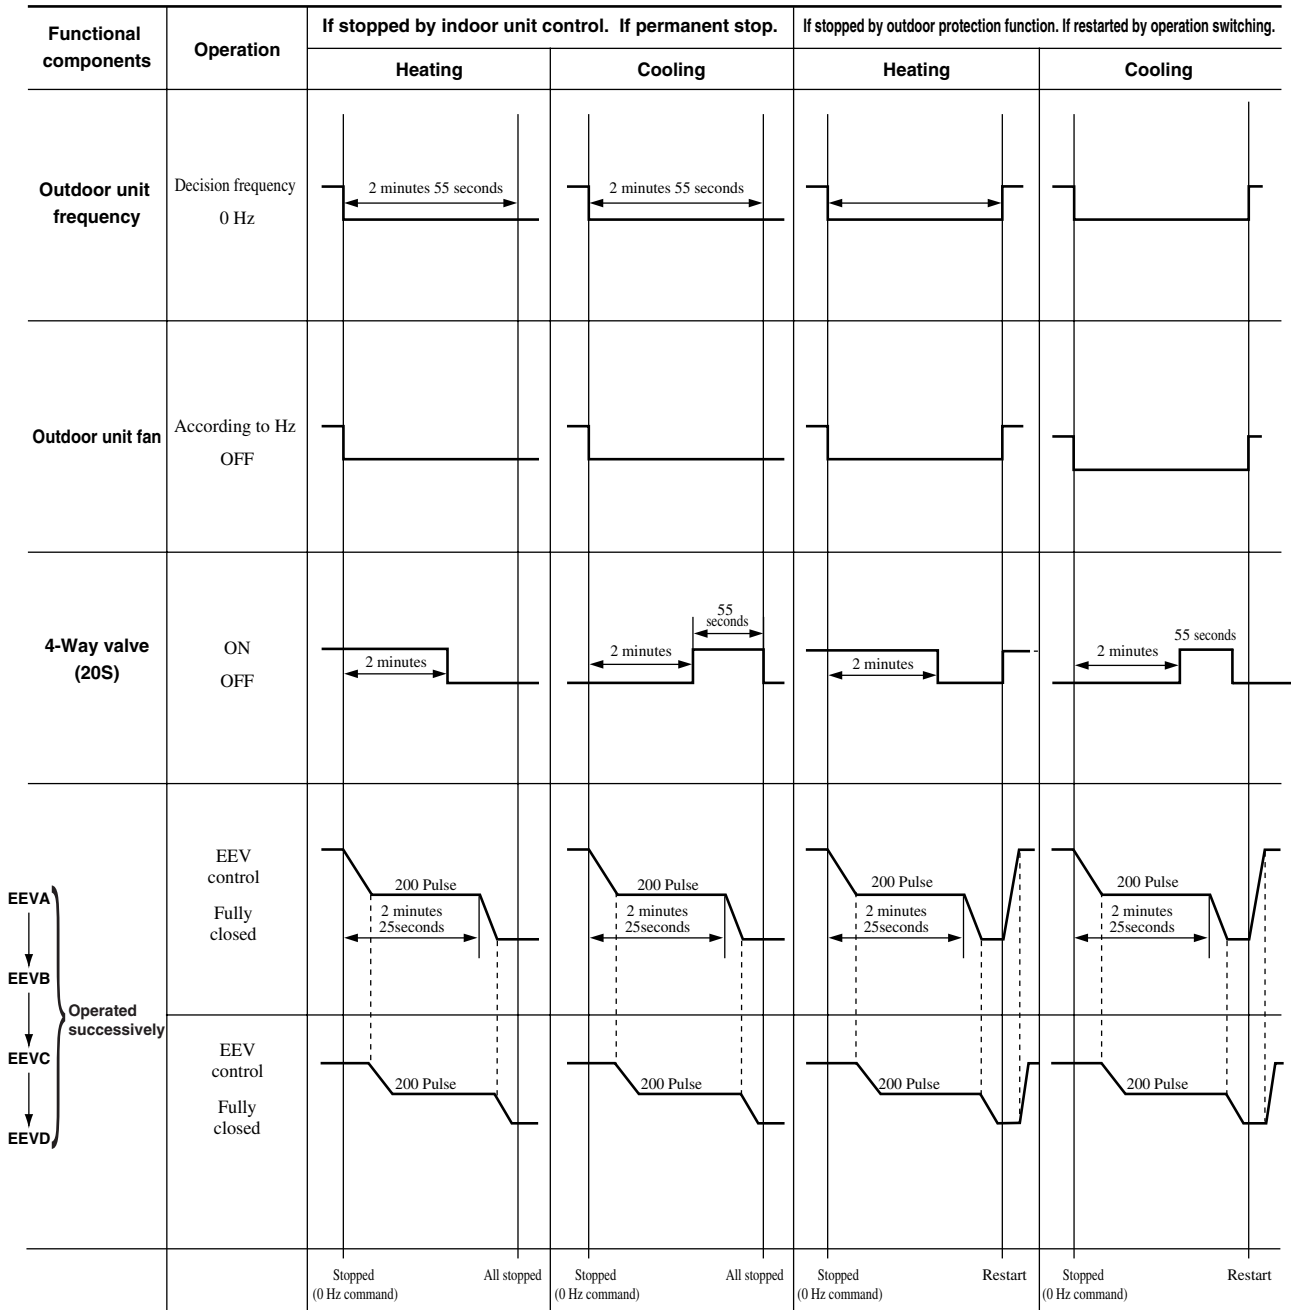 Functional
components
Operation
If stopped by indoor unit control. If permanent stop.
If stopped by outdoor protection function. If restarted by operation switching.
Heating
Cooling
Heating
Cooling
Outdoor unit
frequency
Decision frequency
0 Hz
2 minutes 55 seconds
2 minutes 55 seconds
Outdoor unit fan
According to Hz
OFF
4-Way valve
(20S)
ON
OFF
2 minutes
2 minutes
55
seconds
2 minutes
2 minutes
55 seconds
EEVA
EEVB
EEVC
EEVD
Operated
successively
EEV
control
Fully
closed
200 Pulse
2 minutes
25seconds
200 Pulse
2 minutes
25seconds
200 Pulse
2 minutes
25seconds
200 Pulse
2 minutes
25seconds
EEV
control
Fully
closed
200 Pulse
200 Pulse
200 Pulse
200 Pulse
Stopped
(0 Hz command)
All stopped
Stopped
(0 Hz command)
All stopped
Stopped
(0 Hz command)
Restart
Stopped
(0 Hz command)
Restart